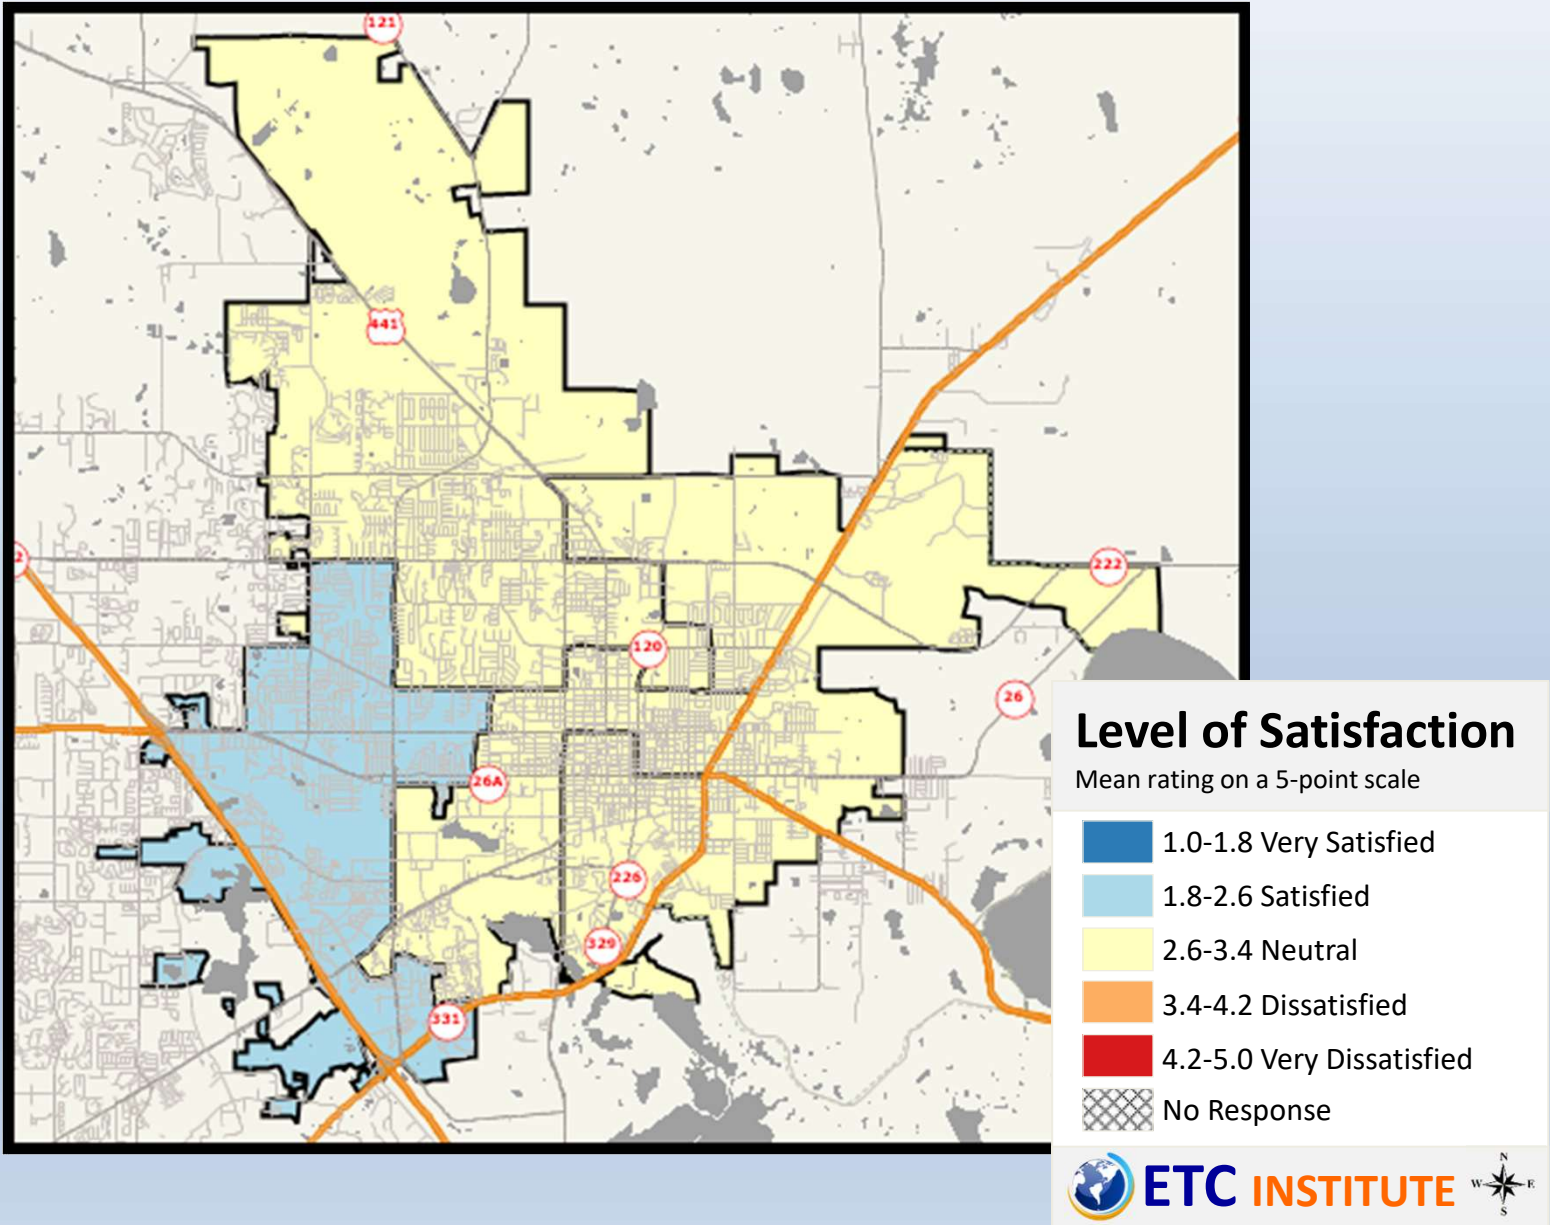 121
441
2
222
120
26
26A
226
329
331
Level of Satisfaction
Mean rating on a 5-point scale
1.0-1.8 Very Satisfied
1.8-2.6 Satisfied
2.6-3.4 Neutral
3.4-4.2 Dissatisfied
4.2-5.0 Very Dissatisfied
No Response
ETC INSTITUTE
N
W E
S